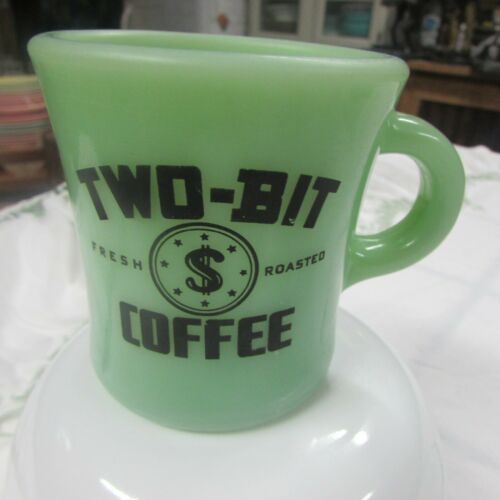 TWO-BIT
FRESH $ ROASTED
COFFEE